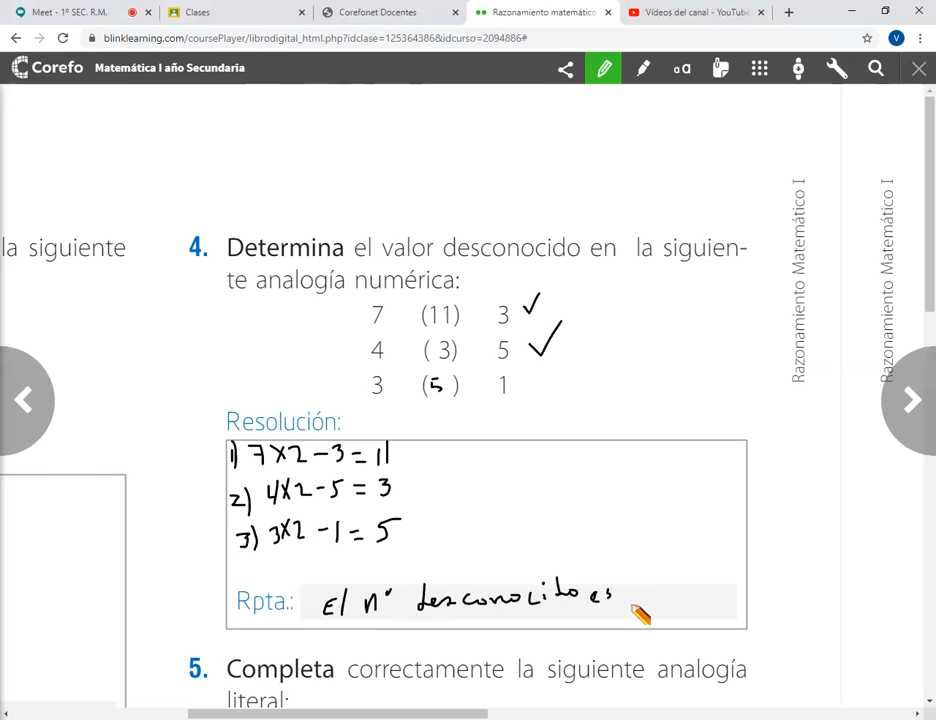 Meet - 1º SEC. R.M.
Clases
Corefonet Docentes
Razonamiento matemático
Vídeos del canal - YouTube
blinklearning.com/coursePlayer/librodigital_html.php?idclase=125364386&idcurso=2094886#
V
Corefo
Matemática I año Secundaria
aA
la siguiente
4. Determina el valor desconocido en la siguien-
te analogía numérica:
7 (11) 3
4 ( 3) 5
3 (5 ) 1
Resolución:
1) 7x2 - 3 = 11
2) 4x2 - 5 = 3
3) 3x2 - 1 = 5
Rpta.: El n° desconocido es
5. Completa correctamente la siguiente analogía
literal:
Razonamiento Matemático I
Razonamiento Matemático I